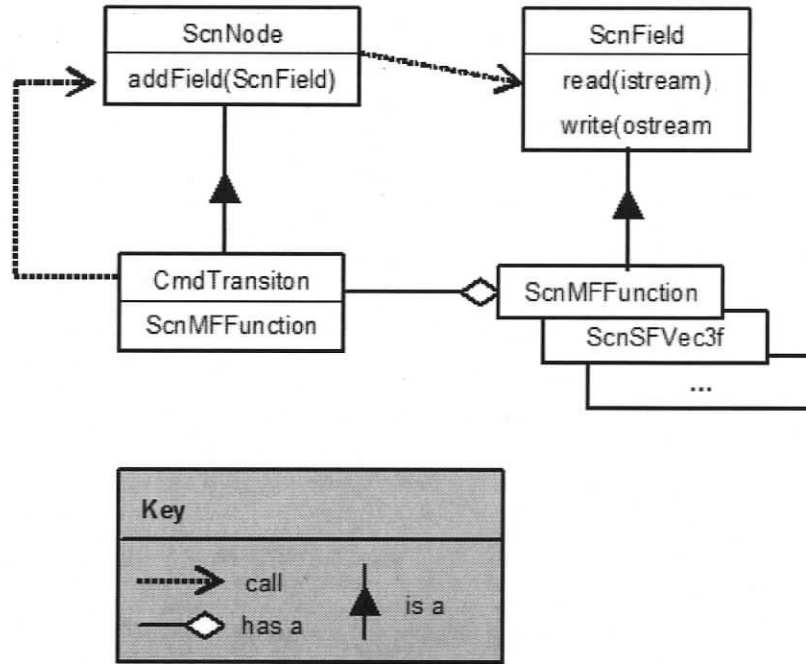 ScnNode
addField(ScnField)
ScnField
read(istream)
write(ostream
CmdTransiton
ScnMFFunction
ScnMFFunction
ScnSFVec3f
...
Key
call
has a
is a